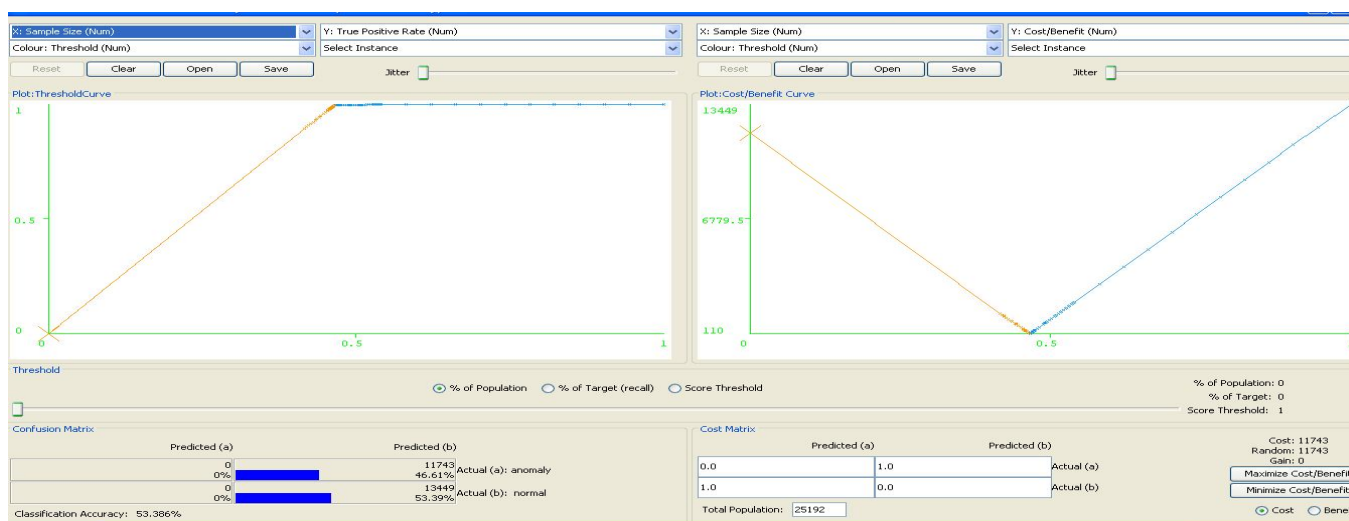 X: Sample Size (Num) Y: True Positive Rate (Num) X: Sample Size (Num) Y: Cost/Benefit (Num)
Colour: Threshold (Num) Select Instance Colour: Threshold (Num) Select Instance
Reset Clear Open Save Jitter Reset Clear Open Save Jitter
Plot:ThresholdCurve Plot:Cost/Benefit Curve
1 13449
0.5 6779.5
0 110
0 0.5 1 0 0.5
Threshold
% of Population % of Target (recall) Score Threshold
% of Population: 0
% of Target: 0
Score Threshold: 1
Confusion Matrix
Predicted (a) Predicted (b)
0 11743
0% 46.61% Actual (a): anomaly
0 13449
0% 53.39% Actual (b): normal
Classification Accuracy: 53.386%
Cost Matrix
Predicted (a) Predicted (b)
0.0 1.0 Actual (a)
1.0 0.0 Actual (b)
Total Population: 25192
Cost: 11743
Random: 11743
Gain: 0
Maximize Cost/Benefit
Minimize Cost/Benefit
Cost Bene